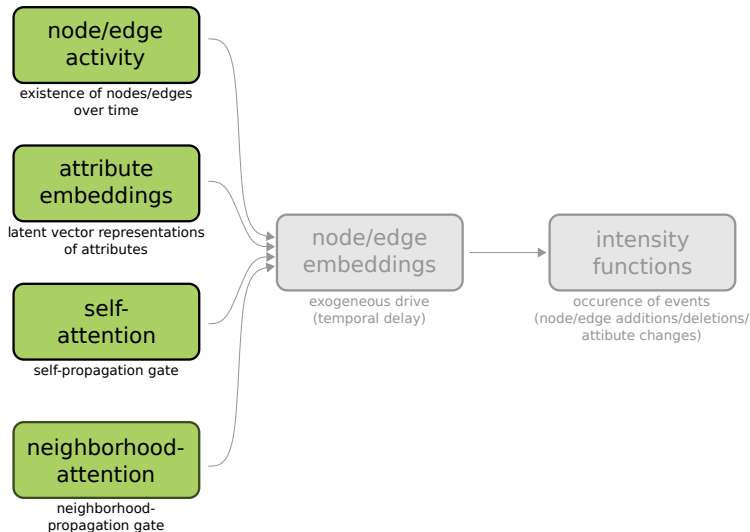 node/edge
activity
existence of nodes/edges
over time
attribute
embeddings
latent vector representations
of attributes
self-
attention
self-propagation gate
neighborhood-
attention
neighborhood-
propagation gate
node/edge
embeddings
exogeneous drive
(temporal delay)
intensity
functions
occurence of events
(node/edge additions/deletions/
attibute changes)